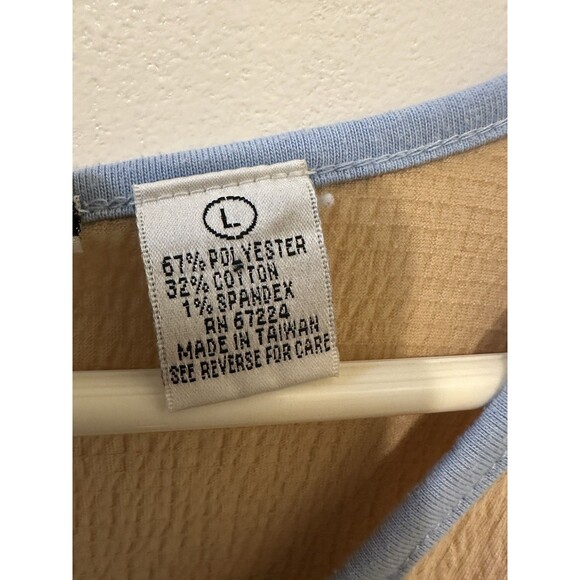 L
67% POLYESTER
32% COTTON
1% SPANDEX
RN 67224
MADE IN TAIWAN
SEE REVERSE FOR CARE